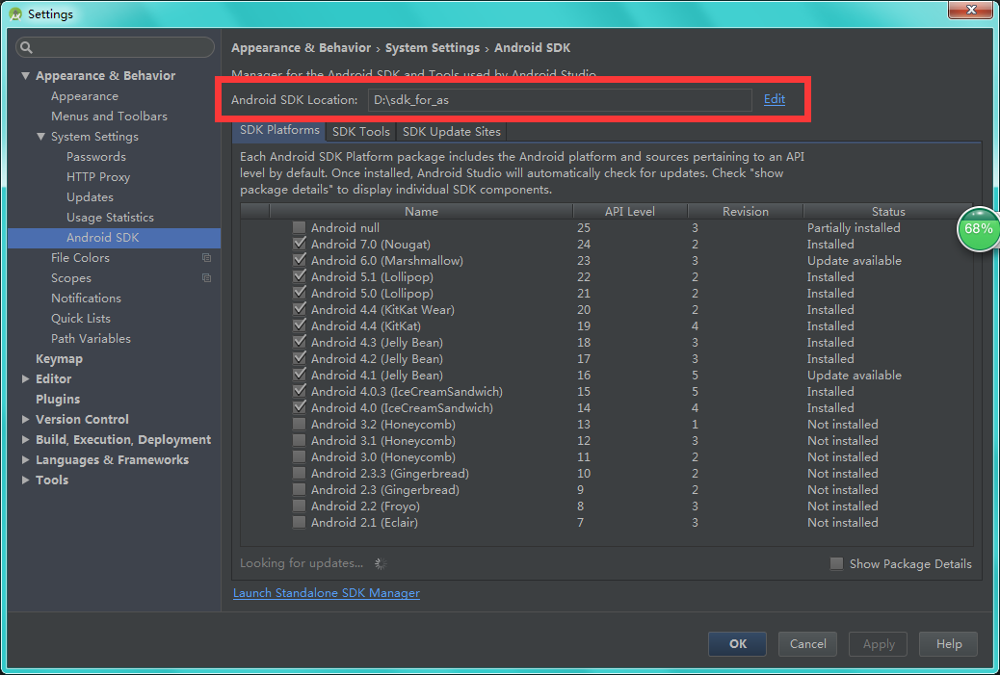 Settings
Appearance & Behavior
Appearance
Menus and Toolbars
System Settings
Passwords
HTTP Proxy
Updates
Usage Statistics
Android SDK
File Colors
Scopes
Notifications
Quick Lists
Path Variables
Keymap
Editor
Plugins
Version Control
Build, Execution, Deployment
Languages & Frameworks
Tools
Appearance & Behavior › System Settings › Android SDK
Manager for the Android SDK and Tools used by Android Studio
Android SDK Location: D:\sdk_for_as Edit
SDK Platforms SDK Tools SDK Update Sites
Each Android SDK Platform package includes the Android platform and sources pertaining to an API
level by default. Once installed, Android Studio will automatically check for updates. Check "show
package details" to display individual SDK components.
Name API Level Revision Status
Android null 25 3 Partially installed
Android 7.0 (Nougat) 24 2 Installed
Android 6.0 (Marshmallow) 23 3 Update available
Android 5.1 (Lollipop) 22 2 Installed
Android 5.0 (Lollipop) 21 2 Installed
Android 4.4 (KitKat Wear) 20 2 Installed
Android 4.4 (KitKat) 19 4 Installed
Android 4.3 (Jelly Bean) 18 3 Installed
Android 4.2 (Jelly Bean) 17 3 Installed
Android 4.1 (Jelly Bean) 16 5 Update available
Android 4.0.3 (IceCreamSandwich) 15 5 Installed
Android 4.0 (IceCreamSandwich) 14 4 Installed
Android 3.2 (Honeycomb) 13 1 Not installed
Android 3.1 (Honeycomb) 12 3 Not installed
Android 3.0 (Honeycomb) 11 2 Not installed
Android 2.3.3 (Gingerbread) 10 2 Not installed
Android 2.3 (Gingerbread) 9 2 Not installed
Android 2.2 (Froyo) 8 3 Not installed
Android 2.1 (Eclair) 7 3 Not installed
68%
Looking for updates... Show Package Details
Launch Standalone SDK Manager
OK Cancel Apply Help